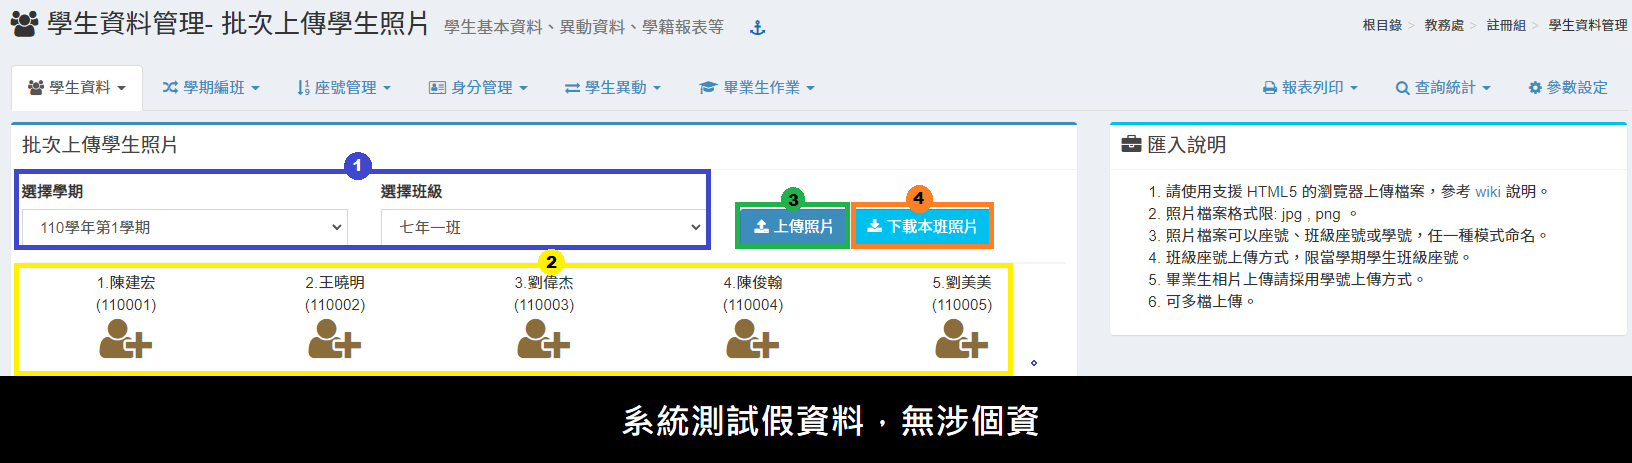 學生資料管理- 批次上傳學生照片 學生基本資料、異動資料、學籍報表等
根目錄 > 教務處 > 註冊組 > 學生資料管理
學生資料 學期編班 座號管理 身分管理 學生異動 畢業生作業 報表列印 查詢統計 參數設定
批次上傳學生照片
1
選擇學期 選擇班級
110學年第1學期 七年一班
3 4
上傳照片 下載本班照片
2
1.陳建宏 2.王曉明 3.劉偉杰 4.陳俊翰 5.劉美美
(110001) (110002) (110003) (110004) (110005)
匯入說明
1. 請使用支援 HTML5 的瀏覽器上傳檔案，參考 wiki 說明。
2. 照片檔案格式限: jpg , png 。
3. 照片檔案可以座號、班級座號或學號，任一種模式命名。
4. 班級座號上傳方式，限當學期學生班級座號。
5. 畢業生相片上傳請採用學號上傳方式。
6. 可多檔上傳。
系統測試假資料，無涉個資